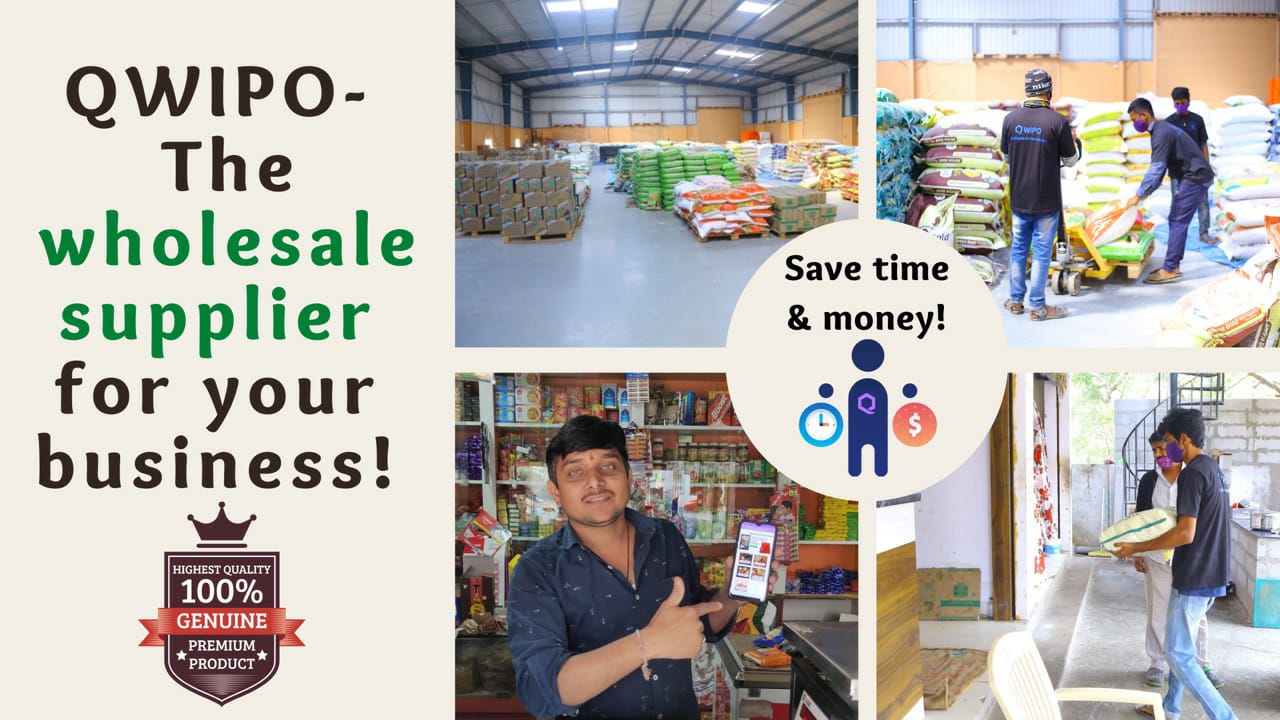 QWIPO-
The
wholesale
supplier
for your
business!
HIGHEST QUALITY
100%
GENUINE
PREMIUM
PRODUCT
Save time
& money!
Q
$
QWIPO